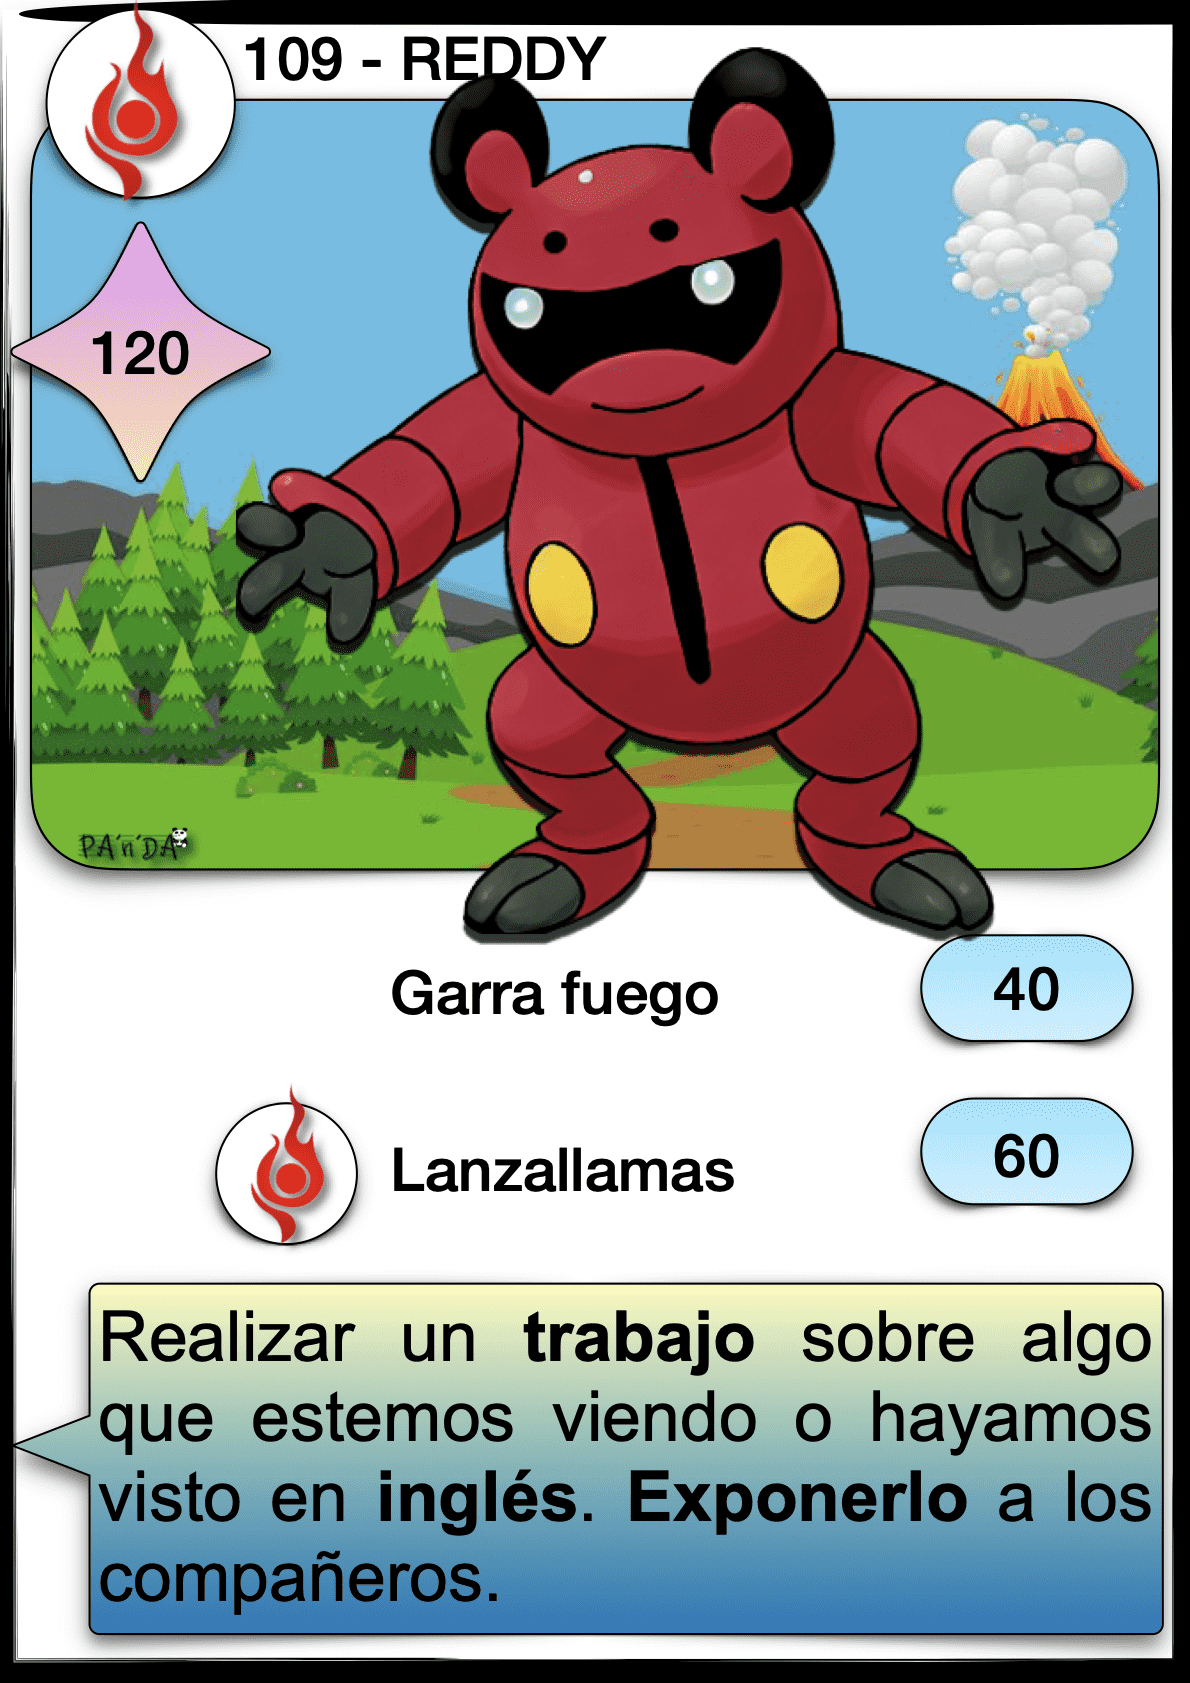 109 - REDDY
120
PA'n'DA
Garra fuego
40
Lanzallamas
60
Realizar un trabajo sobre algo
que estemos viendo o hayamos
visto en inglés. Exponerlo a los
compañeros.